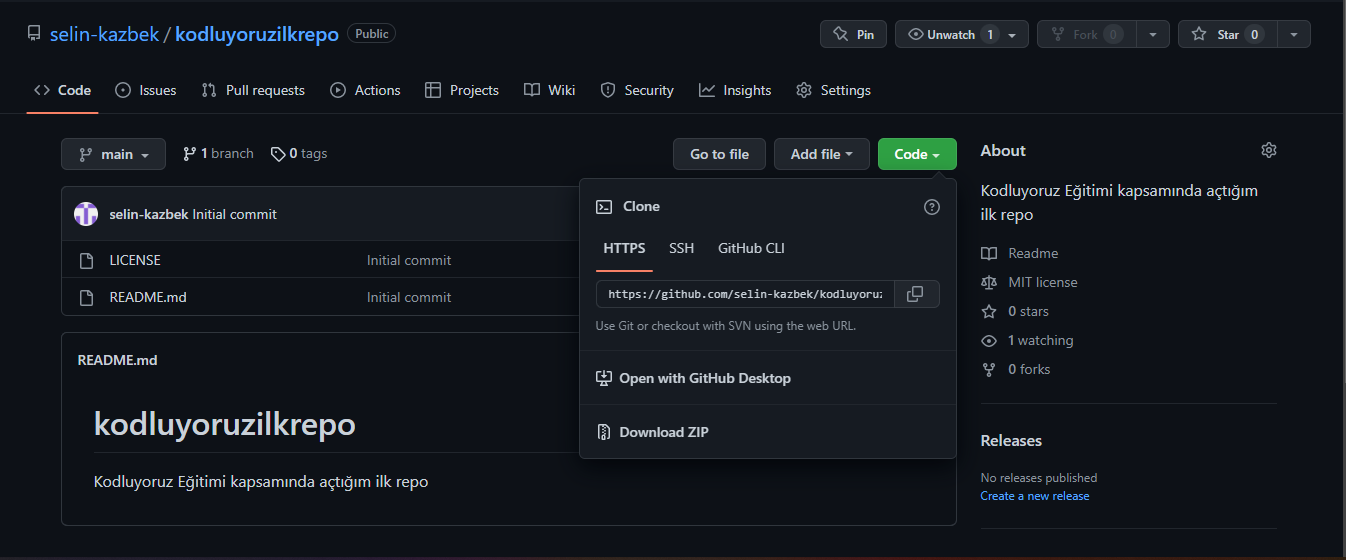 selin-kazbek / kodluyoruzilkrepo Public
Pin Unwatch 1 Fork 0 Star 0
Code Issues Pull requests Actions Projects Wiki Security Insights Settings
main 1 branch 0 tags Go to file Add file Code
selin-kazbek Initial commit
LICENSE Initial commit
README.md Initial commit
Clone
HTTPS SSH GitHub CLI
https://github.com/selin-kazbek/kodluyoruz
Use Git or checkout with SVN using the web URL.
Open with GitHub Desktop
Download ZIP
README.md
kodluyoruzilkrepo
Kodluyoruz Eğitimi kapsamında açtığım ilk repo
About
Kodluyoruz Eğitimi kapsamında açtığım
ilk repo
Readme
MIT license
0 stars
1 watching
0 forks
Releases
No releases published
Create a new release